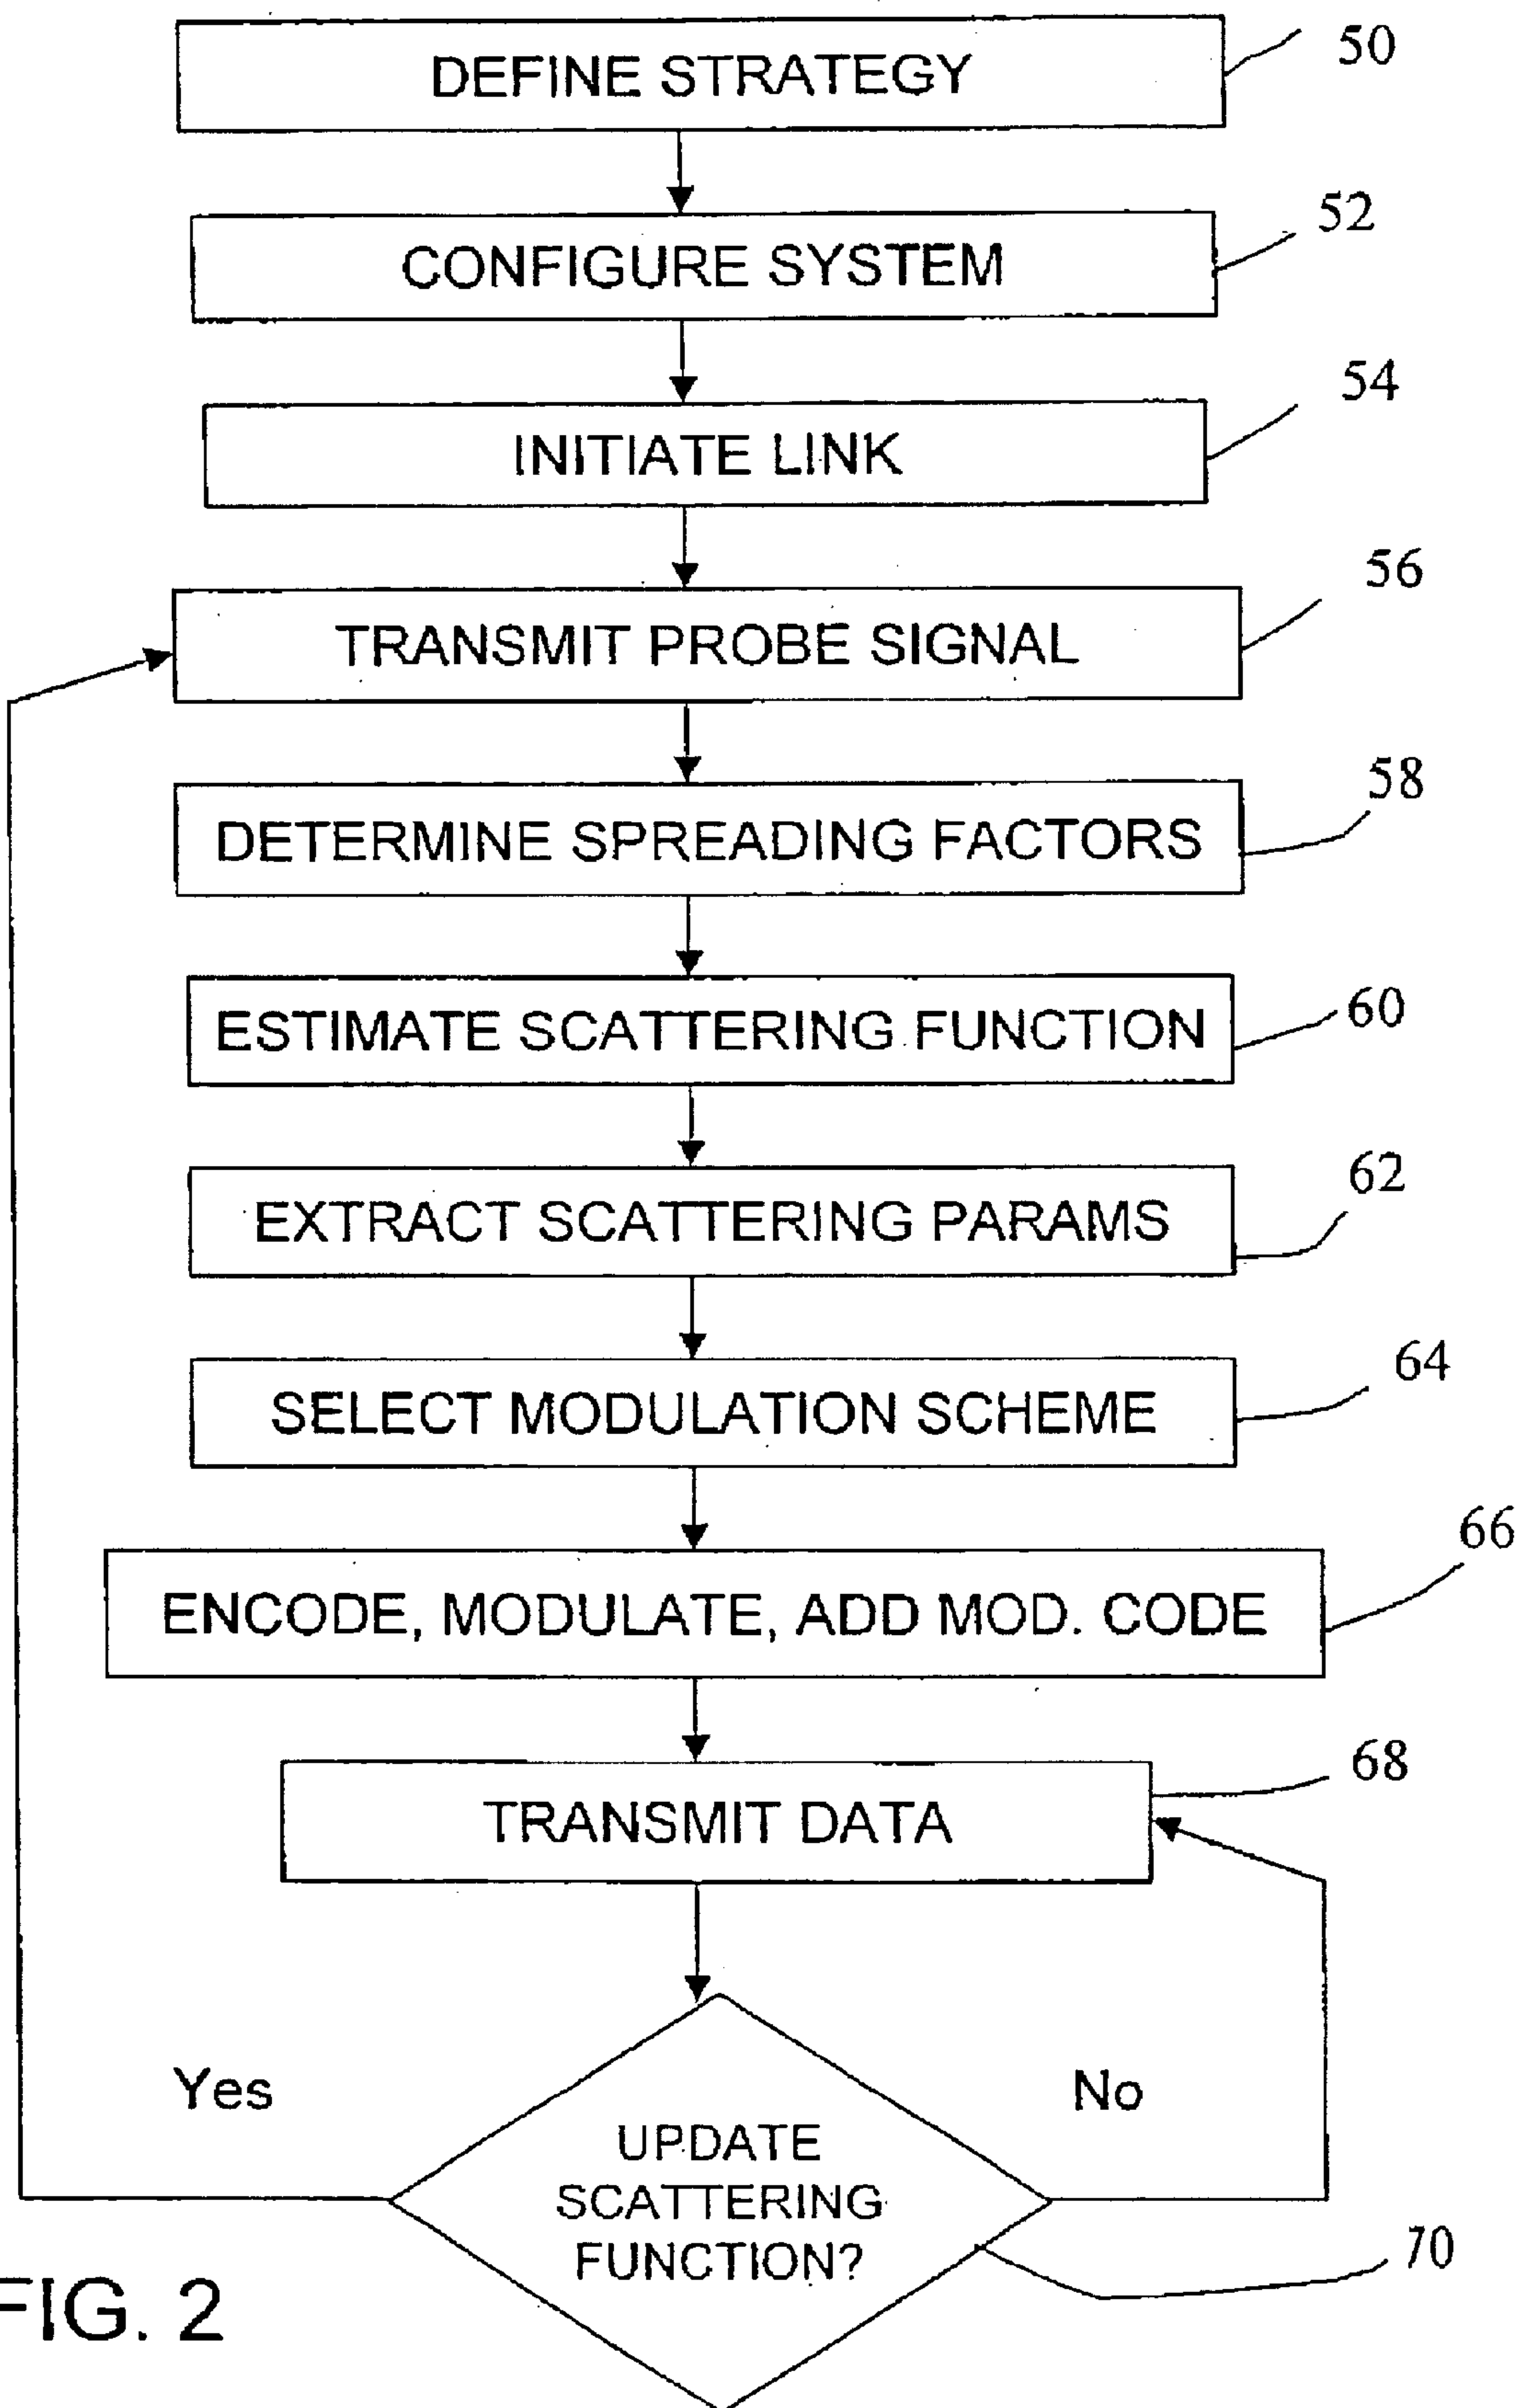 50
DEFINE STRATEGY
52
CONFIGURE SYSTEM
54
INITIATE LINK
56
TRANSMIT PROBE SIGNAL
58
DETERMINE SPREADING FACTORS
60
ESTIMATE SCATTERING FUNCTION
62
EXTRACT SCATTERING PARAMS
64
SELECT MODULATION SCHEME
66
ENCODE, MODULATE, ADD MOD. CODE
68
TRANSMIT DATA
Yes
No
UPDATE
SCATTERING
FUNCTION?
70
FIG. 2